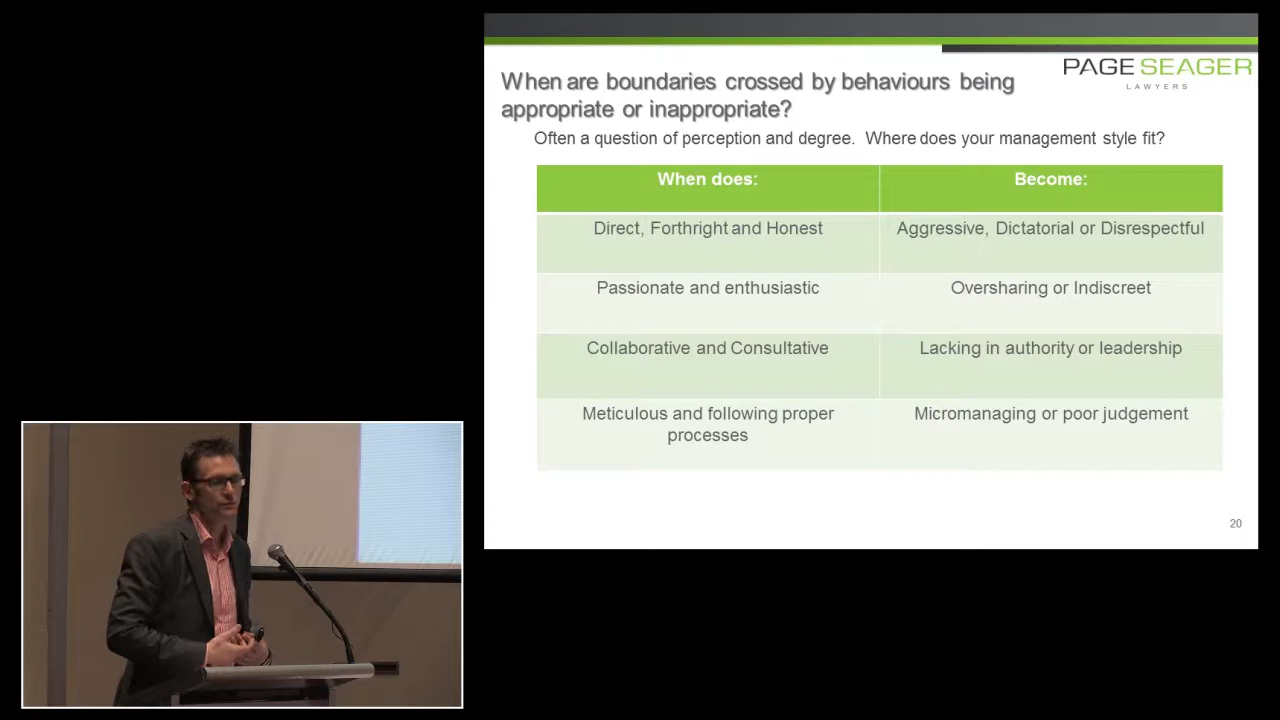 PAGE SEAGER
LAWYERS
When are boundaries crossed by behaviours being
appropriate or inappropriate?
Often a question of perception and degree. Where does your management style fit?
When does: Become:
Direct, Forthright and Honest Aggressive, Dictatorial or Disrespectful
Passionate and enthusiastic Oversharing or Indiscreet
Collaborative and Consultative Lacking in authority or leadership
Meticulous and following proper Micromanaging or poor judgement
processes
20